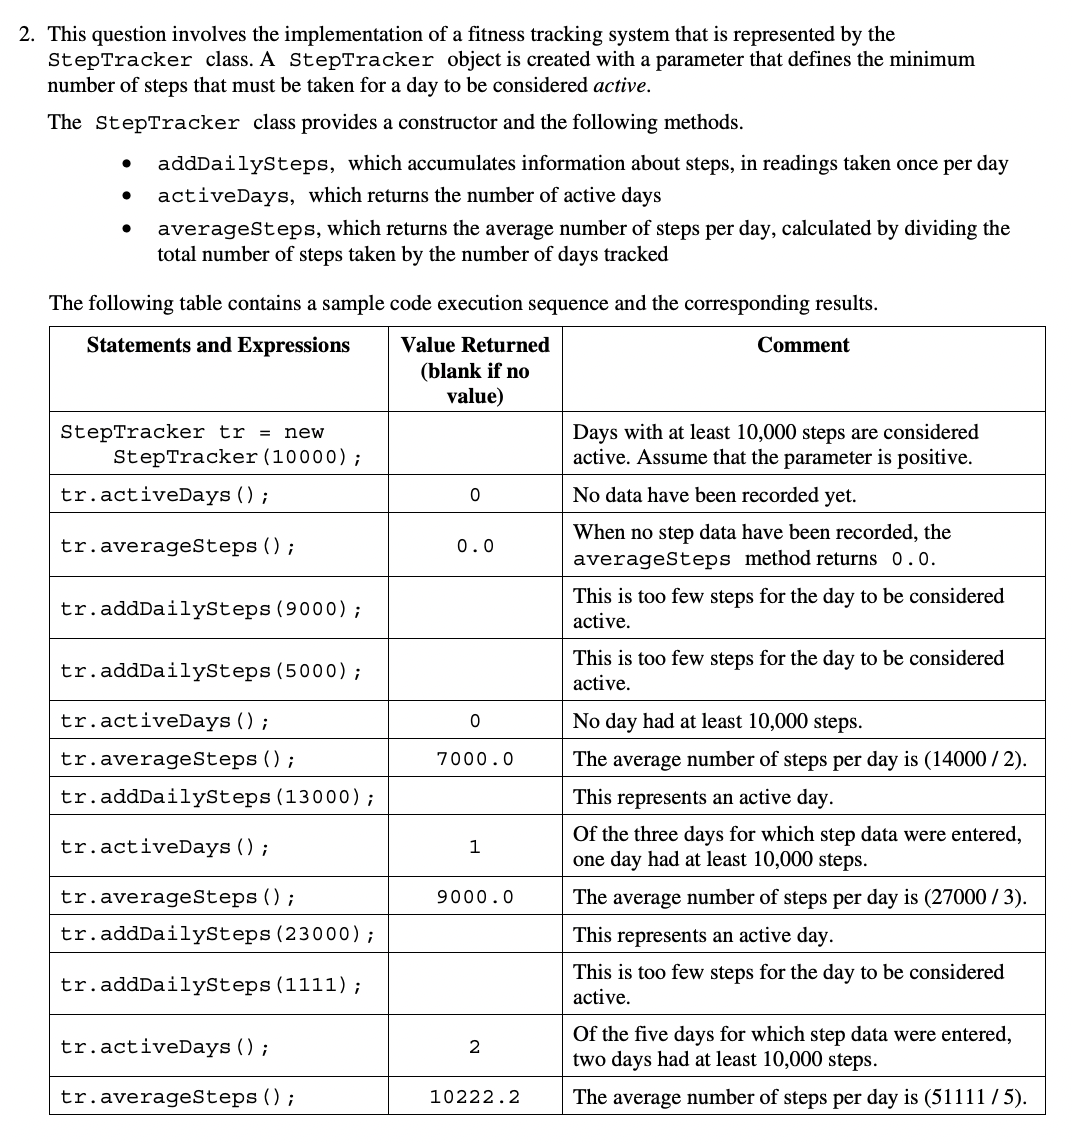 2. This question involves the implementation of a fitness tracking system that is represented by the
StepTracker class. A StepTracker object is created with a parameter that defines the minimum
number of steps that must be taken for a day to be considered active.
The StepTracker class provides a constructor and the following methods.
• addDailySteps, which accumulates information about steps, in readings taken once per day
• activeDays, which returns the number of active days
• averageSteps, which returns the average number of steps per day, calculated by dividing the
total number of steps taken by the number of days tracked
The following table contains a sample code execution sequence and the corresponding results.
Statements and Expressions
Value Returned
(blank if no
value)
Comment
StepTracker tr = new
StepTracker(10000);
Days with at least 10,000 steps are considered
active. Assume that the parameter is positive.
tr.activeDays();
0
No data have been recorded yet.
tr.averageSteps();
0.0
When no step data have been recorded, the
averageSteps method returns 0.0.
tr.addDailySteps(9000);
This is too few steps for the day to be considered
active.
tr.addDailySteps(5000);
This is too few steps for the day to be considered
active.
tr.activeDays();
0
No day had at least 10,000 steps.
tr.averageSteps();
7000.0
The average number of steps per day is (14000 / 2).
tr.addDailySteps(13000);
This represents an active day.
tr.activeDays();
1
Of the three days for which step data were entered,
one day had at least 10,000 steps.
tr.averageSteps();
9000.0
The average number of steps per day is (27000 / 3).
tr.addDailySteps(23000);
This represents an active day.
tr.addDailySteps(1111);
This is too few steps for the day to be considered
active.
tr.activeDays();
2
Of the five days for which step data were entered,
two days had at least 10,000 steps.
tr.averageSteps();
10222.2
The average number of steps per day is (51111 / 5).